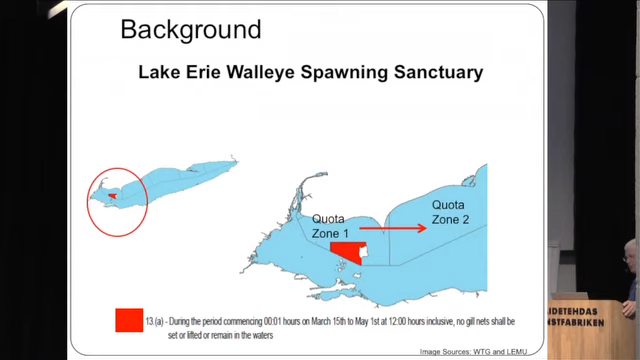 Background
Lake Erie Walleye Spawning Sanctuary
Quota
Zone 1
Quota
Zone 2
13.(a) - During the period commencing 00:01 hours on March 15th to May 1st at 12:00 hours inclusive, no gill nets shall be
set or lifted or remain in the waters
Image Sources: WTG and LEMU
AIDETEHDAS
NSTFABRIKEN